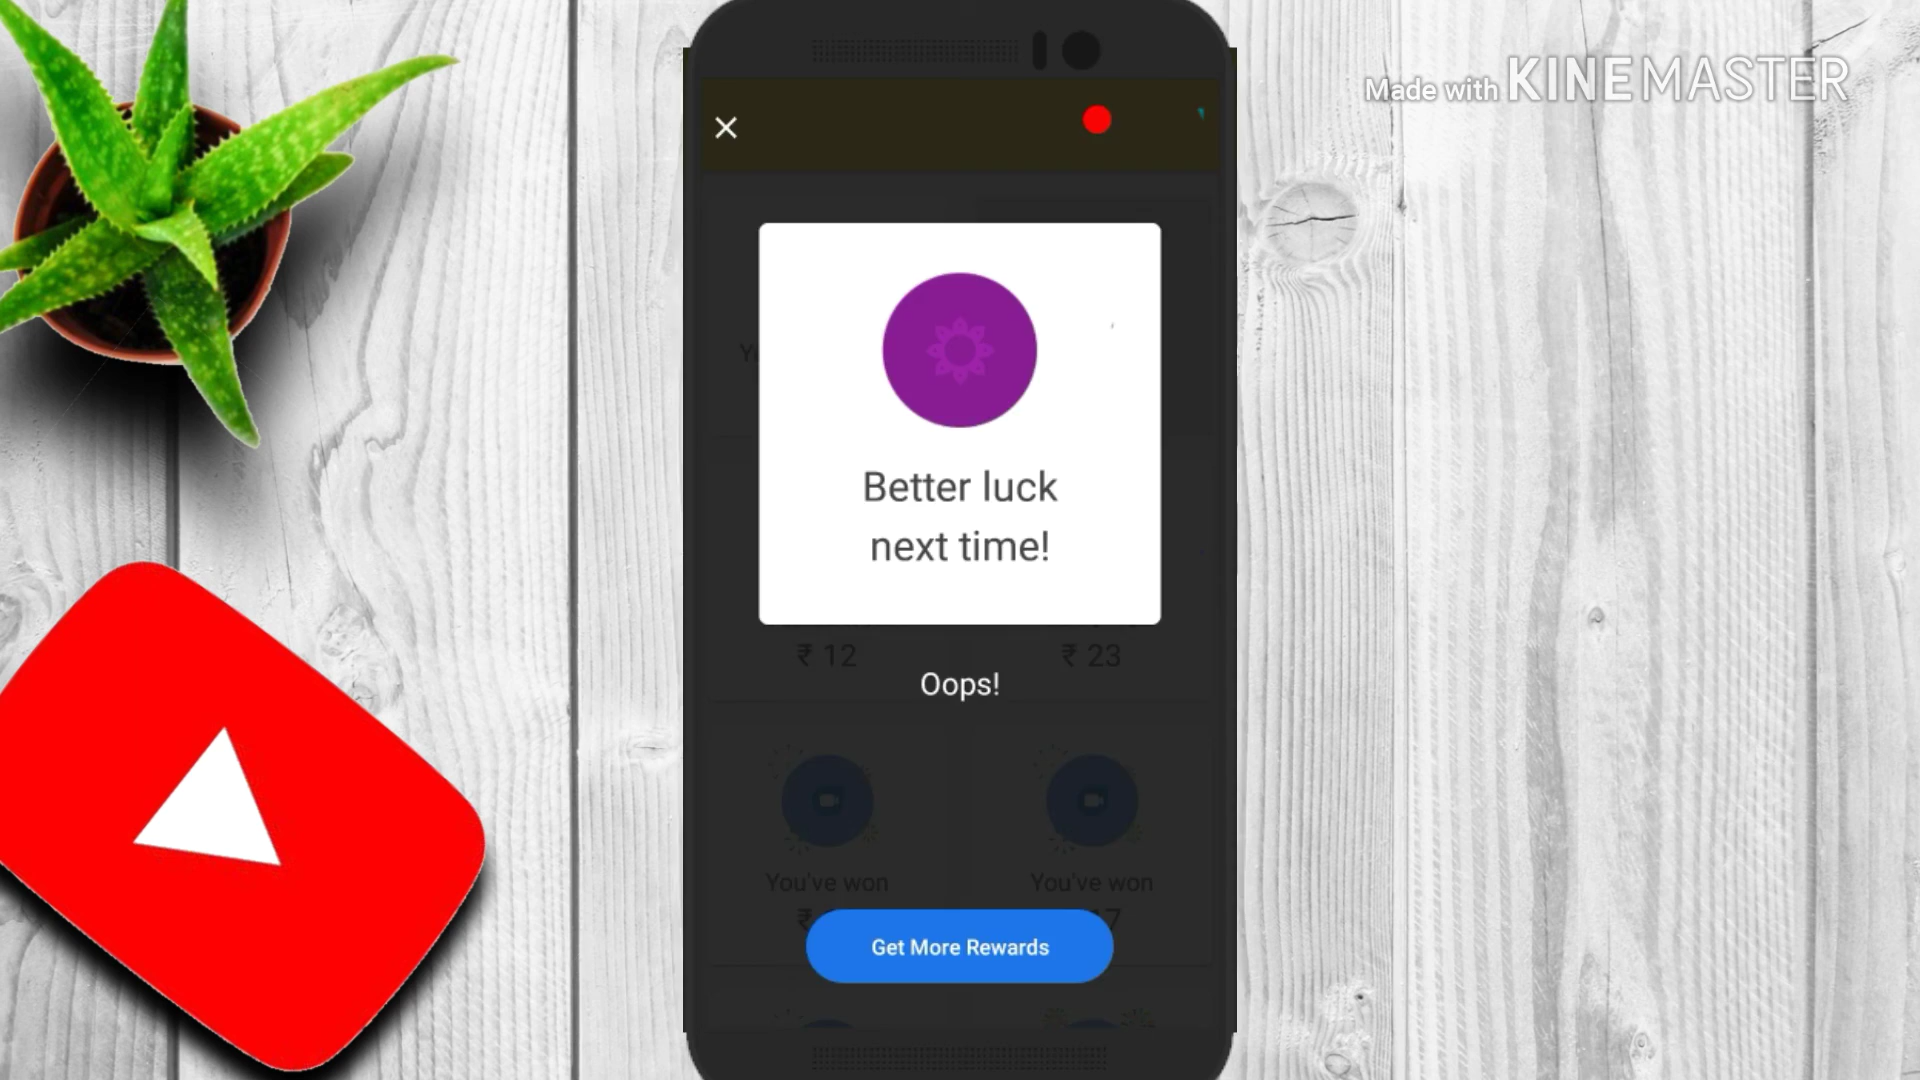 Made with KINEMASTER
Better luck
next time!
₹ 12
₹ 23
Oops!
You've won
You've won
₹
17
Get More Rewards